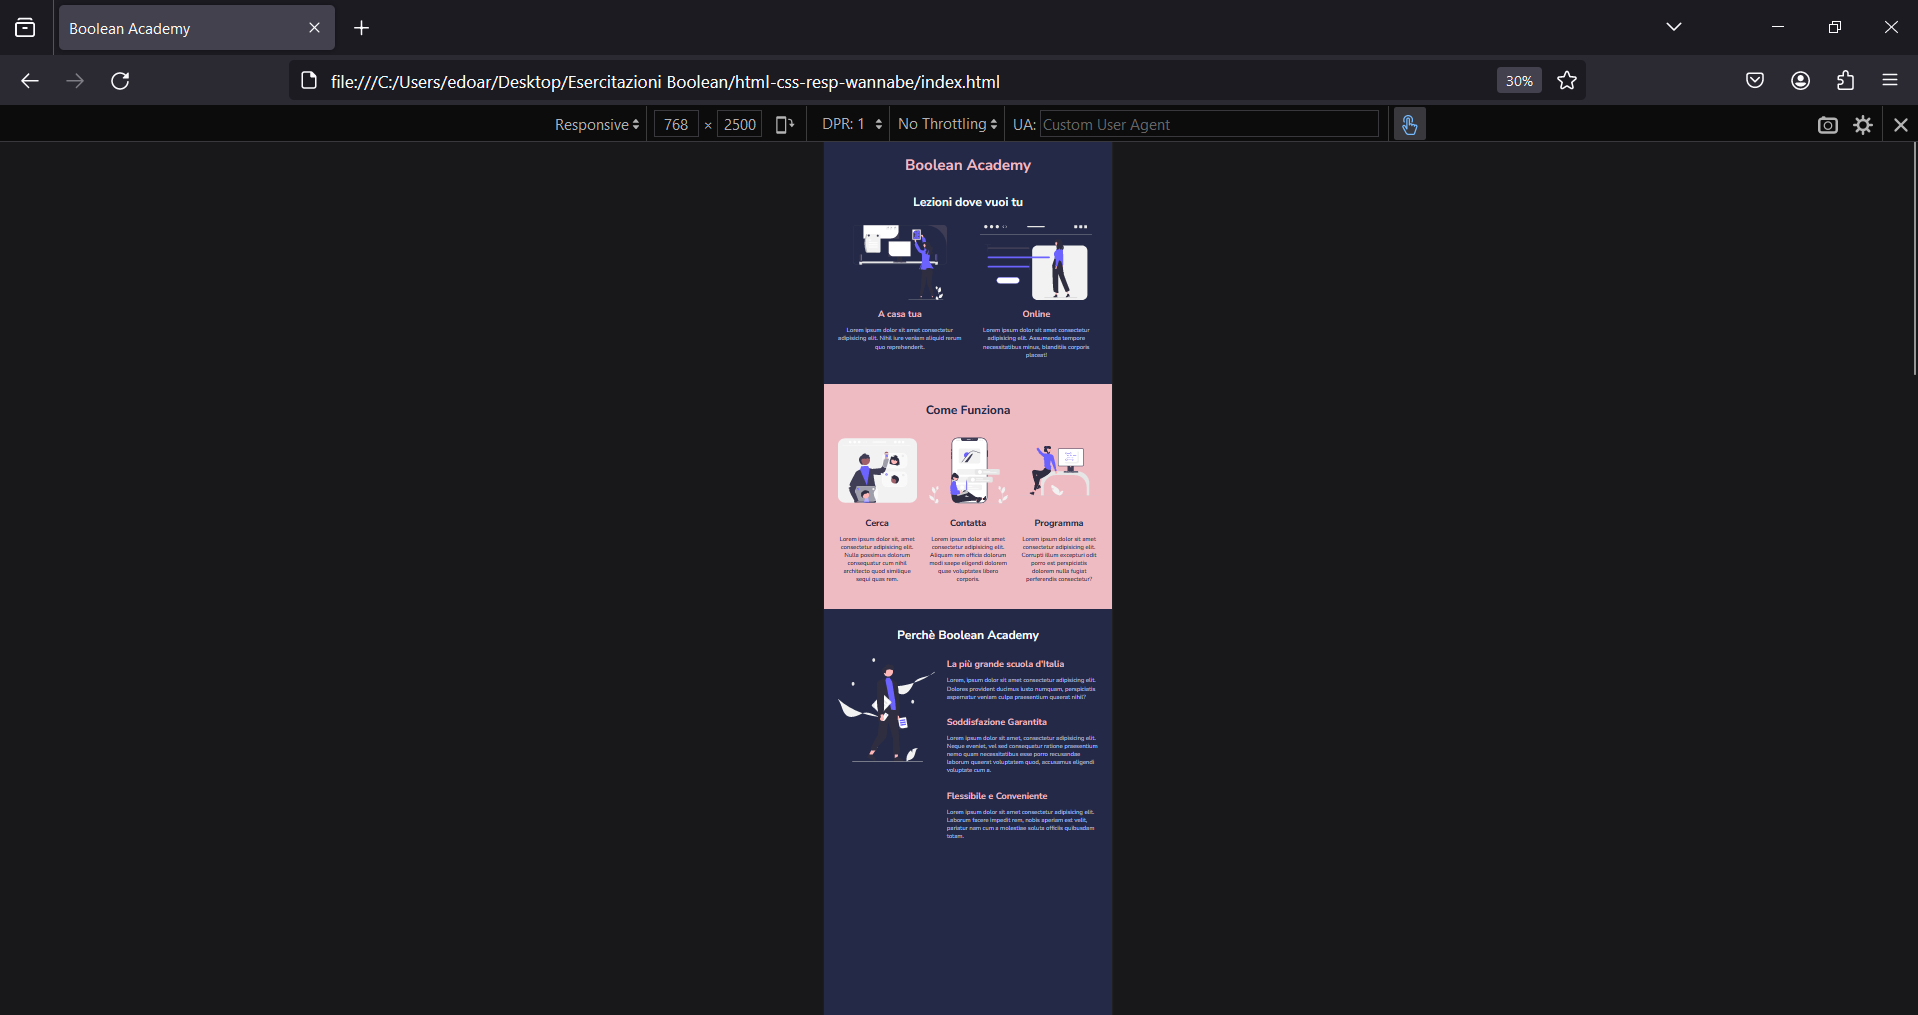 Boolean Academy
file:///C:/Users/edoar/Desktop/Esercitazioni Boolean/html-css-resp-wannabe/index.html
30%
Responsive
768 × 2500
DPR: 1
No Throttling
UA: Custom User Agent
Boolean Academy
Lezioni dove vuoi tu
A casa tua
Lorem ipsum dolor sit amet consectetur
adipisicing elit. Nihil iure veniam aliquid rerum
quo reprehenderit.
Online
Lorem ipsum dolor sit amet consectetur
adipisicing elit. Assumenda tempore
necessitatibus minus, blanditiis corporis
placeat!
Come Funziona
Cerca
Lorem ipsum dolor sit, amet
consectetur adipisicing elit.
Nulla possimus dolorum
consequatur cum nihil
architecto quod similique
sequi quas rem.
Contatta
Lorem ipsum dolor sit amet
consectetur adipisicing elit.
Aliquam rem officia dolorum
modi saepe eligendi dolorem
quae voluptates libero
corporis.
Programma
Lorem ipsum dolor sit amet
consectetur adipisicing elit.
Corrupti illum excepturi odit
porro est perspiciatis
dolorem nulla fugiat
perferendis consectetur?
Perchè Boolean Academy
La più grande scuola d'Italia
Lorem, ipsum dolor sit amet consectetur adipisicing elit.
Dolores provident ducimus iusto numquam, perspiciatis
aspernatur veniam culpa praesentium quaerat nihil?
Soddisfazione Garantita
Lorem ipsum dolor sit amet, consectetur adipisicing elit.
Neque eveniet, vel sed consequatur ratione praesentium
nemo quam necessitatibus esse porro recusandae
laborum quaerat voluptatem quod, accusamus eligendi
voluptate cum a.
Flessibile e Conveniente
Lorem ipsum dolor sit amet consectetur adipisicing elit.
Laborum facere impedit rem, nobis aperiam est velit,
pariatur nam cum a molestiae soluta officiis quibusdam
totam.